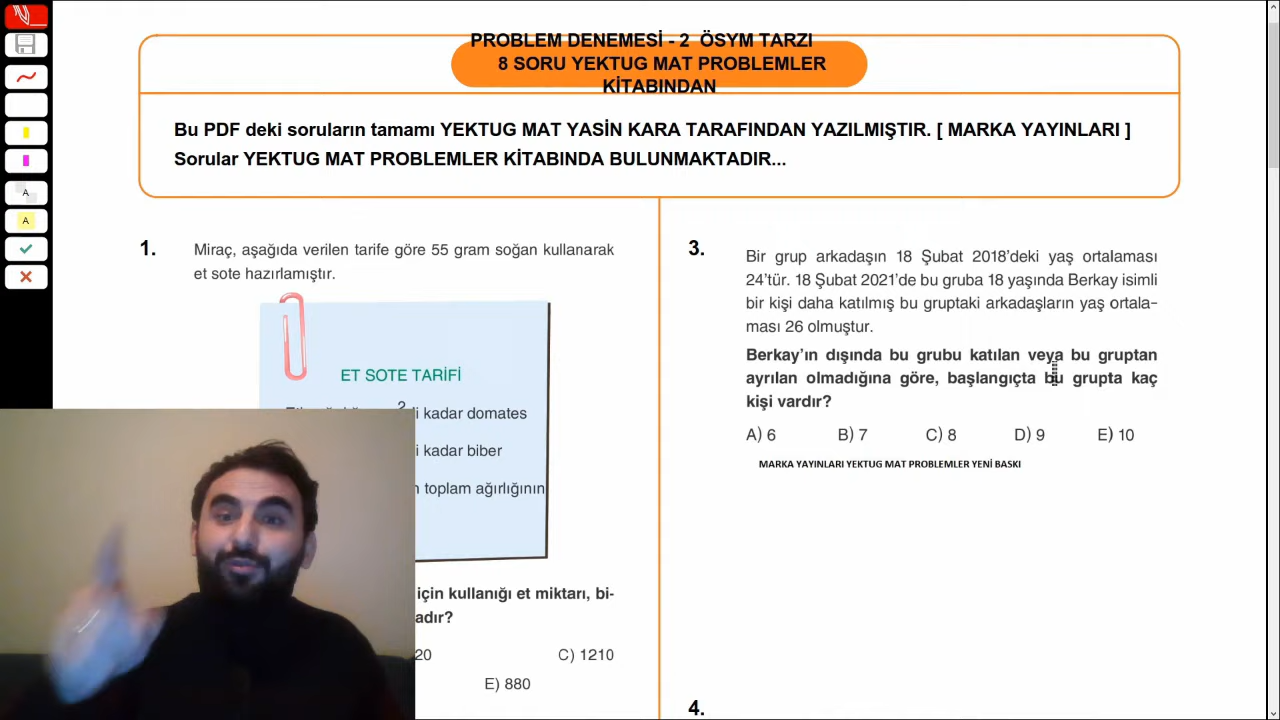 PROBLEM DENEMESİ - 2 ÖSYM TARZI
8 SORU YEKTUG MAT PROBLEMLER
KİTABINDAN
Bu PDF deki soruların tamamı YEKTUG MAT YASİN KARA TARAFINDAN YAZILMIŞTIR. [ MARKA YAYINLARI ]
Sorular YEKTUG MAT PROBLEMLER KİTABINDA BULUNMAKTADIR...
1.
Miraç, aşağıda verilen tarife göre 55 gram soğan kullanarak
et sote hazırlamıştır.
ET SOTE TARİFİ
kadar domates
kadar biber
toplam ağırlığının
için kullanığı et miktarı, bi-
C) 1210
E) 880
3.
Bir grup arkadaşın 18 Şubat 2018'deki yaş ortalaması
24'tür. 18 Şubat 2021'de bu gruba 18 yaşında Berkay isimli
bir kişi daha katılmış bu gruptaki arkadaşların yaş ortala-
ması 26 olmuştur.
Berkay'ın dışında bu grubu katılan veya bu gruptan
ayrılan olmadığına göre, başlangıçta bu grupta kaç
kişi vardır?
A) 6 B) 7 C) 8 D) 9 E) 10
MARKA YAYINLARI YEKTUG MAT PROBLEMLER YENİ BASKI
4.
A
A